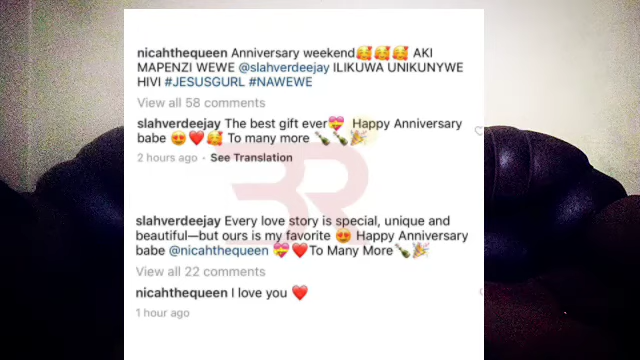 nicahthequeen Anniversary weekend🥰🥰🥰 AKI
MAPENZI WEWE @slahverdeejay ILIKUWA UNIKUNYWE
HIVI #JESUSGURL #NAWEWE
View all 58 comments
slahverdeejay The best gift ever💝 Happy Anniversary
babe 😍❤️🥰 To many more 🍾🍾🎉
2 hours ago · See Translation
3R
slahverdeejay Every love story is special, unique and
beautiful—but ours is my favorite 😍 Happy Anniversary
babe @nicahthequeen 💝❤️To Many More🍾🎉
View all 22 comments
nicahthequeen I love you ❤️
1 hour ago